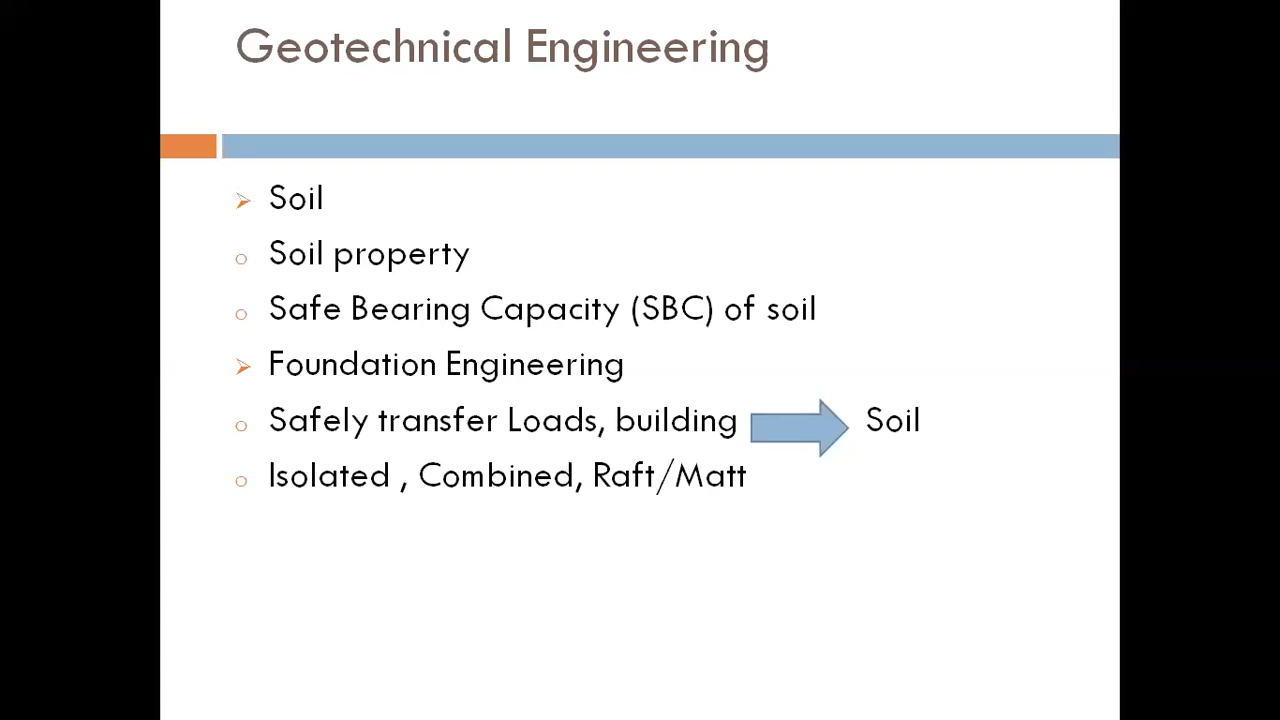 Geotechnical Engineering
Soil
Soil property
Safe Bearing Capacity (SBC) of soil
Foundation Engineering
Safely transfer Loads, building Soil
Isolated , Combined, Raft/Matt